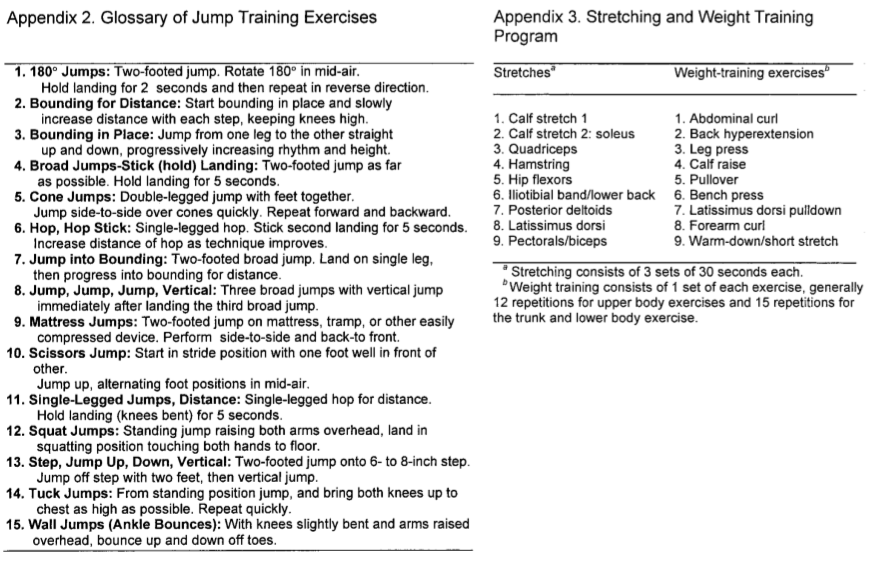 Appendix 2. Glossary of Jump Training Exercises
1. 180° Jumps: Two-footed jump. Rotate 180° in mid-air.
Hold landing for 2 seconds and then repeat in reverse direction.
2. Bounding for Distance: Start bounding in place and slowly
increase distance with each step, keeping knees high.
3. Bounding in Place: Jump from one leg to the other straight
up and down, progressively increasing rhythm and height.
4. Broad Jumps-Stick (hold) Landing: Two-footed jump as far
as possible. Hold landing for 5 seconds.
5. Cone Jumps: Double-legged jump with feet together.
Jump side-to-side over cones quickly. Repeat forward and backward.
6. Hop, Hop Stick: Single-legged hop. Stick second landing for 5 seconds.
Increase distance of hop as technique improves.
7. Jump into Bounding: Two-footed broad jump. Land on single leg,
then progress into bounding for distance.
8. Jump, Jump, Jump, Vertical: Three broad jumps with vertical jump
immediately after landing the third broad jump.
9. Mattress Jumps: Two-footed jump on mattress, tramp, or other easily
compressed device. Perform side-to-side and back-to front.
10. Scissors Jump: Start in stride position with one foot well in front of
other.
Jump up, alternating foot positions in mid-air.
11. Single-Legged Jumps, Distance: Single-legged hop for distance.
Hold landing (knees bent) for 5 seconds.
12. Squat Jumps: Standing jump raising both arms overhead, land in
squatting position touching both hands to floor.
13. Step, Jump Up, Down, Vertical: Two-footed jump onto 6- to 8-inch step.
Jump off step with two feet, then vertical jump.
14. Tuck Jumps: From standing position jump, and bring both knees up to
chest as high as possible. Repeat quickly.
15. Wall Jumps (Ankle Bounces): With knees slightly bent and arms raised
overhead, bounce up and down off toes.
Appendix 3. Stretching and Weight Training
Program
Stretches^a Weight-training exercises^b
1. Calf stretch 1 1. Abdominal curl
2. Calf stretch 2: soleus 2. Back hyperextension
3. Quadriceps 3. Leg press
4. Hamstring 4. Calf raise
5. Hip flexors 5. Pullover
6. Iliotibial band/lower back 6. Bench press
7. Posterior deltoids 7. Latissimus dorsi pulldown
8. Latissimus dorsi 8. Forearm curl
9. Pectorals/biceps 9. Warm-down/short stretch
^a Stretching consists of 3 sets of 30 seconds each.
^b Weight training consists of 1 set of each exercise, generally
12 repetitions for upper body exercises and 15 repetitions for
the trunk and lower body exercise.